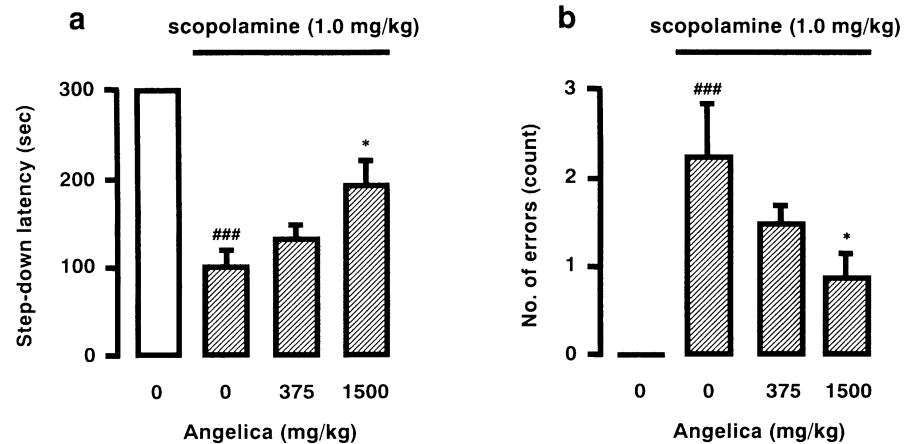 a
scopolamine (1.0 mg/kg)
Step-down latency (sec)
300
200
100
0
###
*
0 0 375 1500
Angelica (mg/kg)
b
scopolamine (1.0 mg/kg)
No. of errors (count)
3
2
1
0
###
*
0 0 375 1500
Angelica (mg/kg)